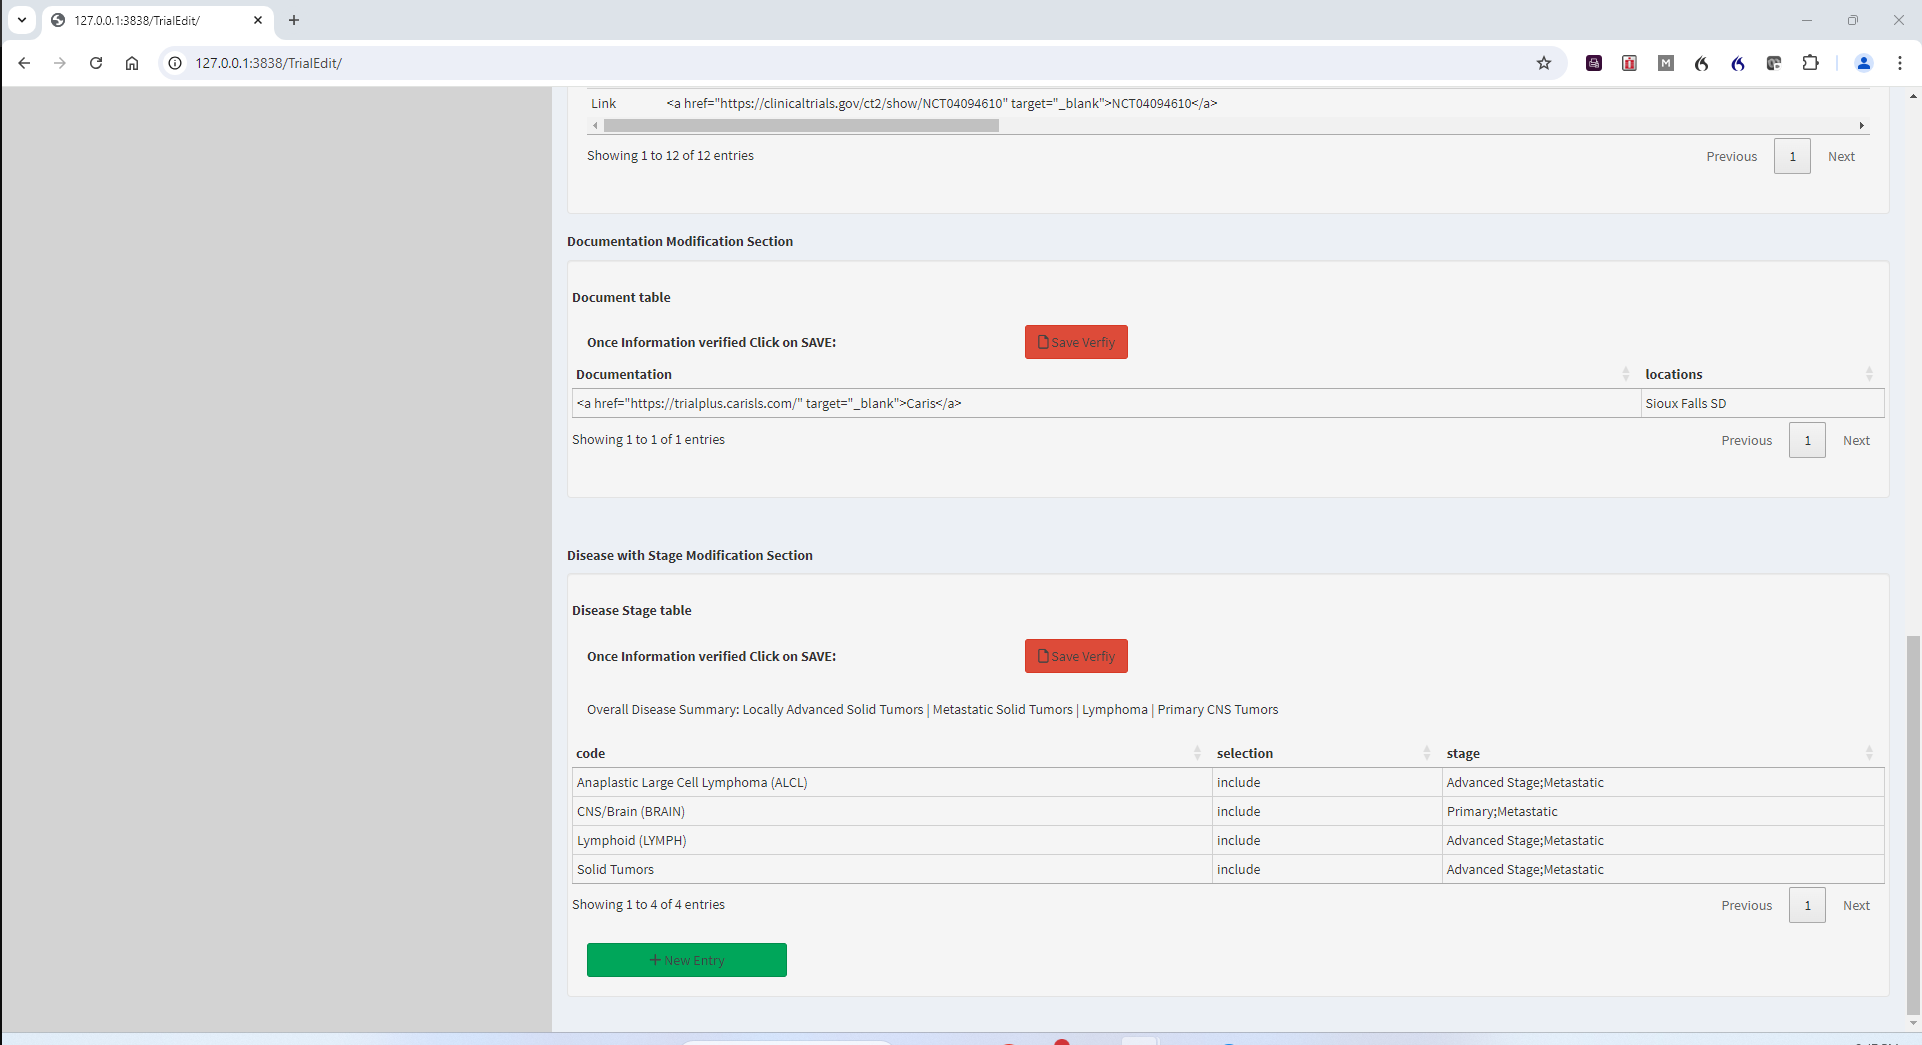 127.0.0.1:3838/TrialEdit/
127.0.0.1:3838/TrialEdit/
Link <a href="https://clinicaltrials.gov/ct2/show/NCT04094610" target="_blank">NCT04094610</a>
Showing 1 to 12 of 12 entries
Previous 1 Next
Documentation Modification Section
Document table
Once Information verified Click on SAVE: Save Verfiy
Documentation locations
<a href="https://trialplus.carisls.com/" target="_blank">Caris</a> Sioux Falls SD
Showing 1 to 1 of 1 entries
Previous 1 Next
Disease with Stage Modification Section
Disease Stage table
Once Information verified Click on SAVE: Save Verfiy
Overall Disease Summary: Locally Advanced Solid Tumors | Metastatic Solid Tumors | Lymphoma | Primary CNS Tumors
code selection stage
Anaplastic Large Cell Lymphoma (ALCL) include Advanced Stage;Metastatic
CNS/Brain (BRAIN) include Primary;Metastatic
Lymphoid (LYMPH) include Advanced Stage;Metastatic
Solid Tumors include Advanced Stage;Metastatic
Showing 1 to 4 of 4 entries
Previous 1 Next
New Entry